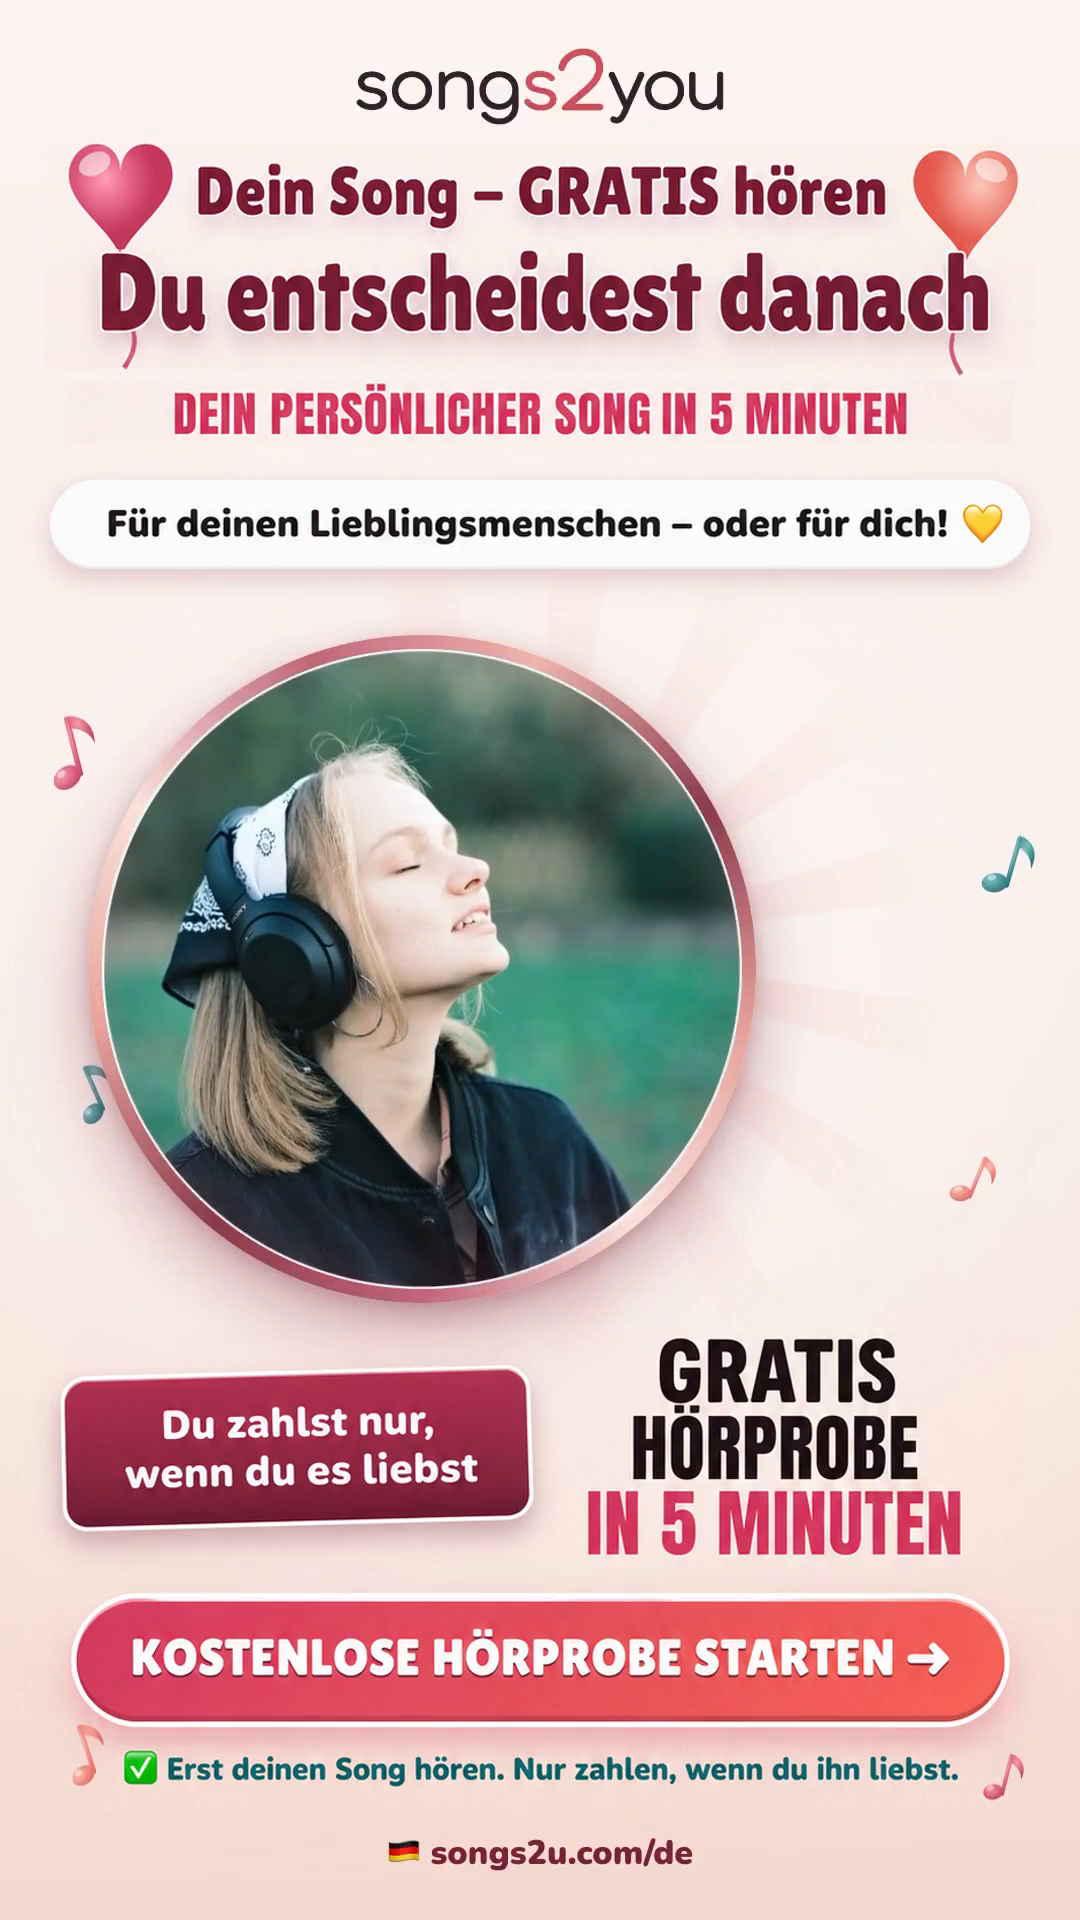 songs2you
Dein Song – GRATIS hören
Du entscheidest danach
DEIN PERSÖNLICHER SONG IN 5 MINUTEN
Für deinen Lieblingsmenschen – oder für dich! 💛
SONY
Du zahlst nur,
wenn du es liebst
GRATIS
HÖRPROBE
IN 5 MINUTEN
KOSTENLOSE HÖRPROBE STARTEN →
✅ Erst deinen Song hören. Nur zahlen, wenn du ihn liebst.
🇩🇪 songs2u.com/de